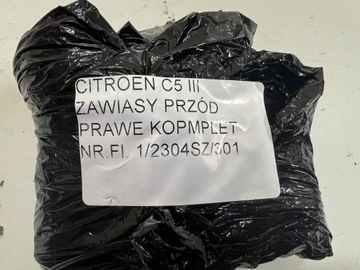 CITROEN C5 III
ZAWIASY PRZÓD
PRAWE KOPMPLET
NR.FI. 1/2304SZ/301